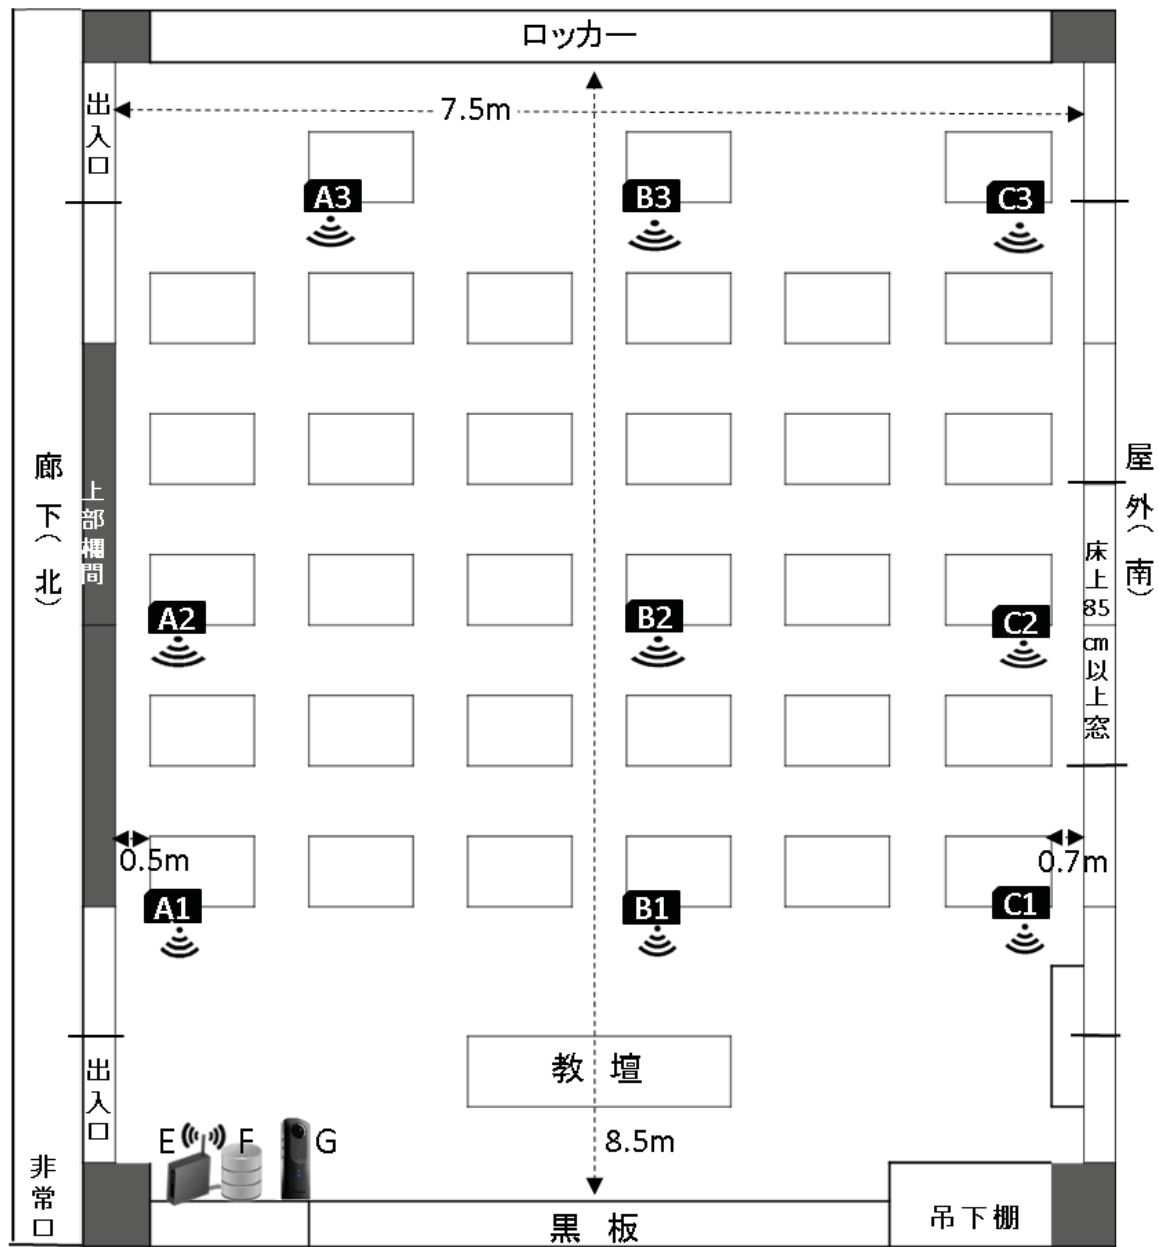 ロッカー
出入口
7.5m
A3
B3
C3
廊下(北)
上部欄間
屋外(南)
床上85cm以上窓
A2
B2
C2
0.5m
0.7m
A1
B1
C1
教壇
出入口
E
F
G
8.5m
非常口
黒板
吊下棚